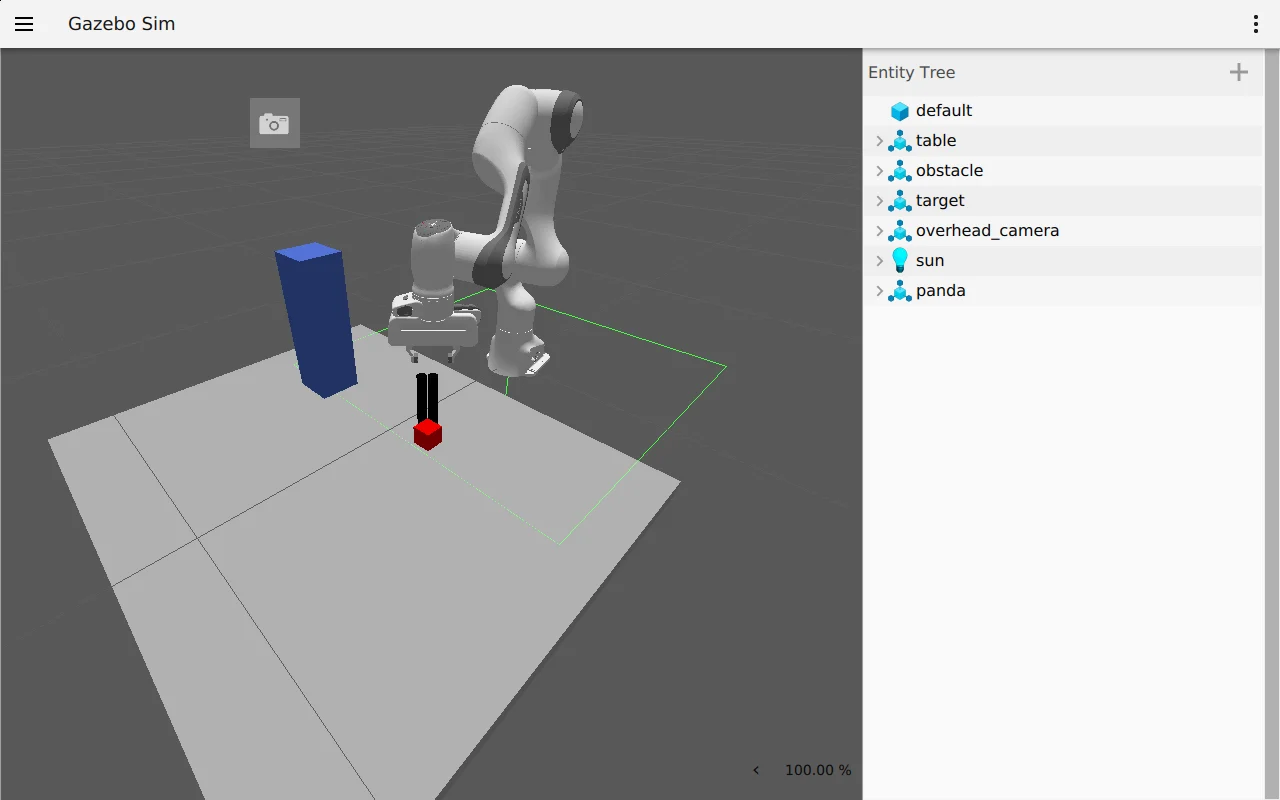 Gazebo Sim
Entity Tree
default
table
obstacle
target
overhead_camera
sun
panda
100.00 %